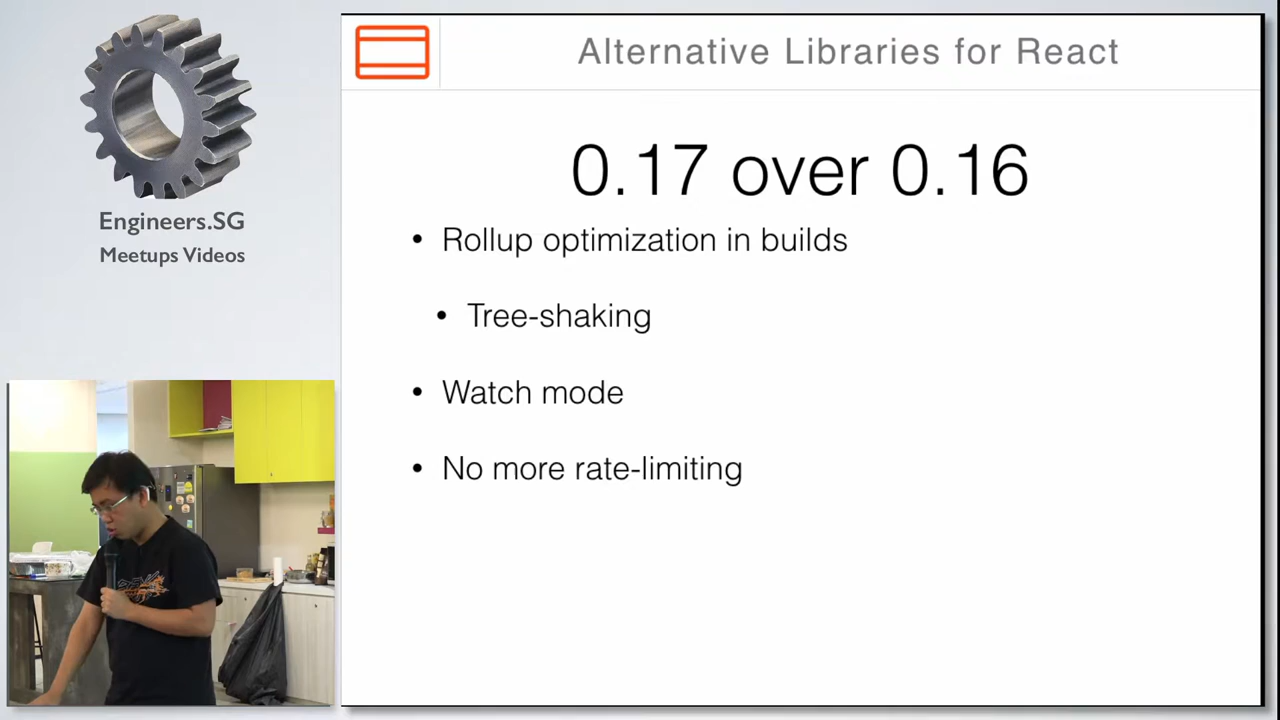 Engineers.SG
Meetups Videos
Alternative Libraries for React
0.17 over 0.16
• Rollup optimization in builds
• Tree-shaking
• Watch mode
• No more rate-limiting